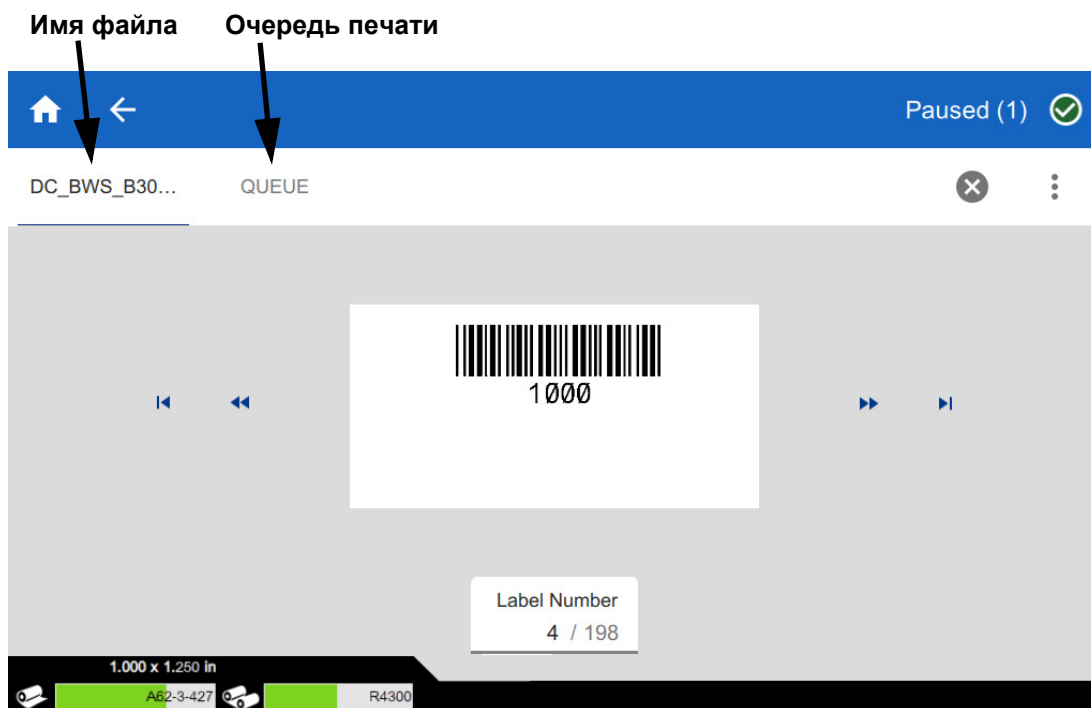 Имя файла Очередь печати
Paused (1)
DC_BWS_B30... QUEUE
1000
Label Number
4 / 198
1.000 x 1.250 in
A62-3-427 R4300